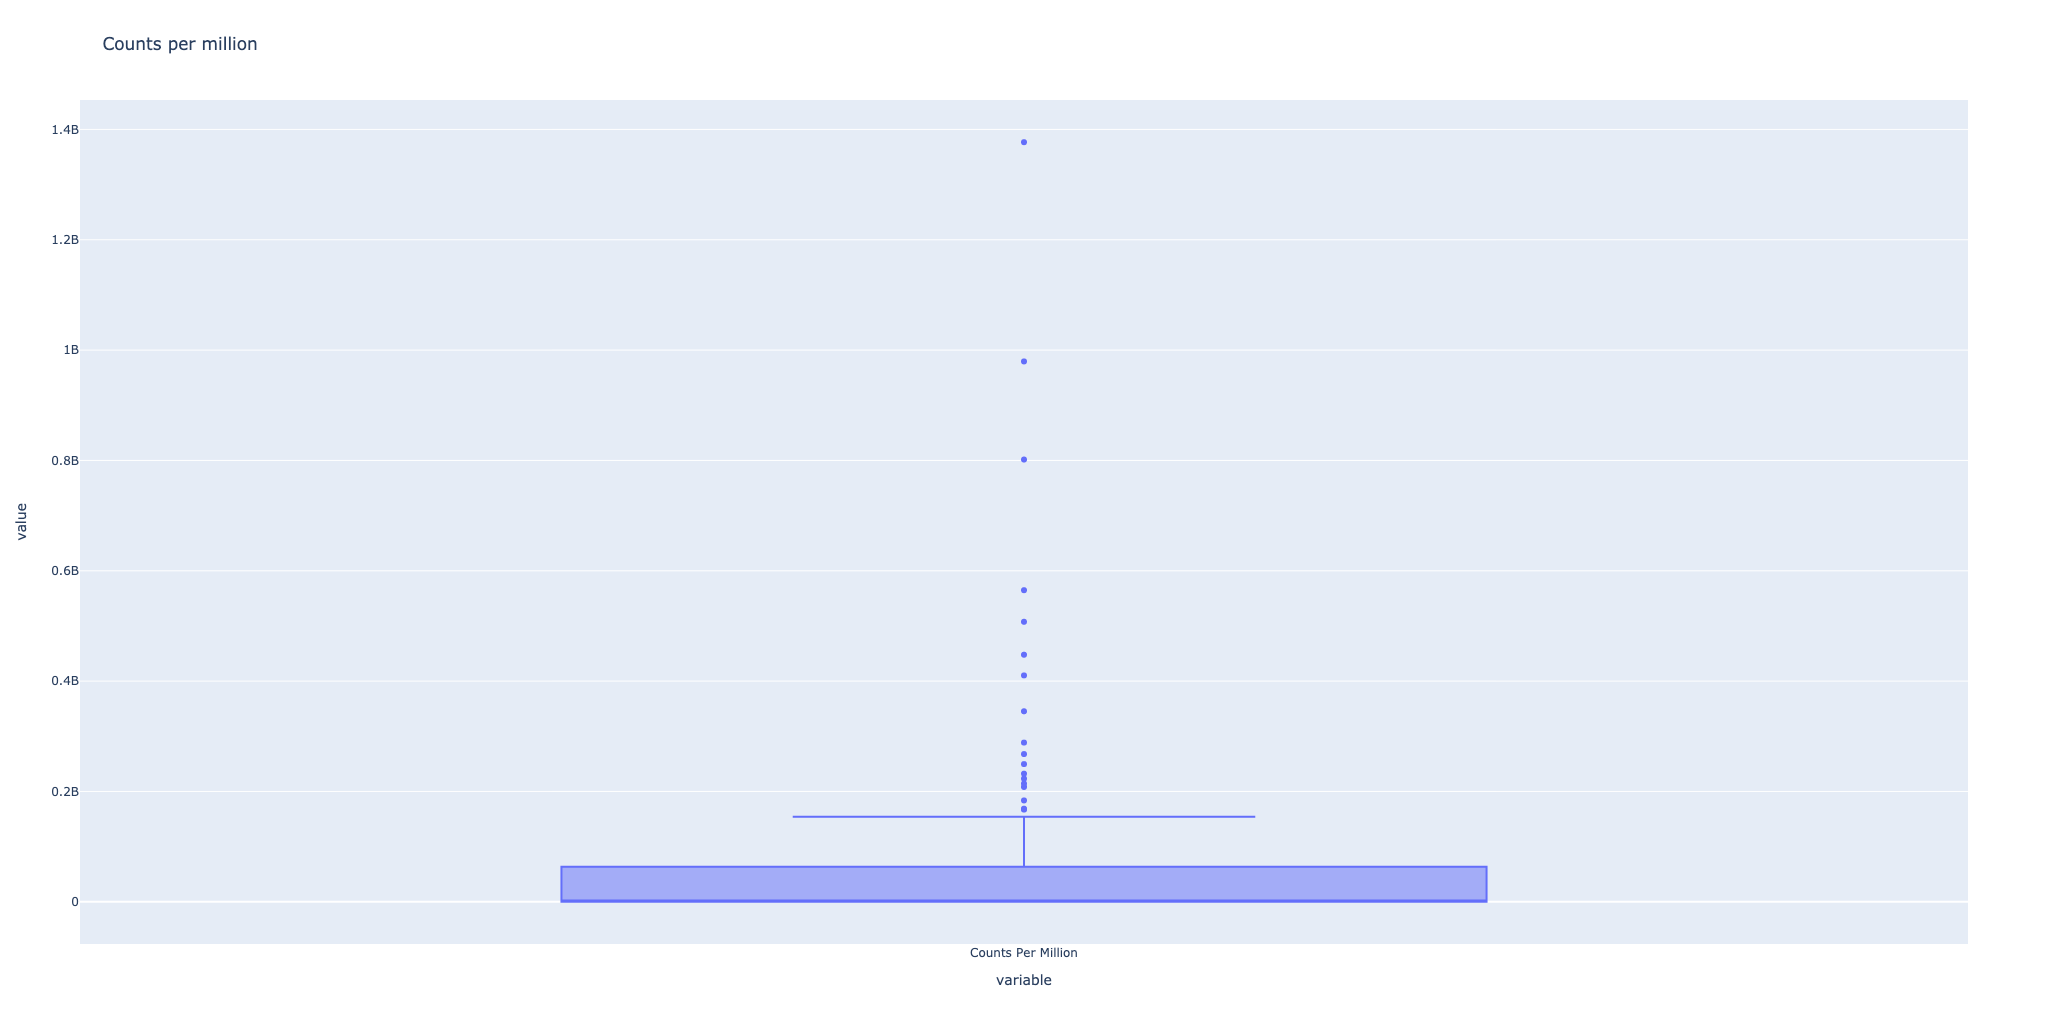 Counts per million
1.4B
1.2B
1B
0.8B
0.6B
0.4B
0.2B
0
value
Counts Per Million
variable